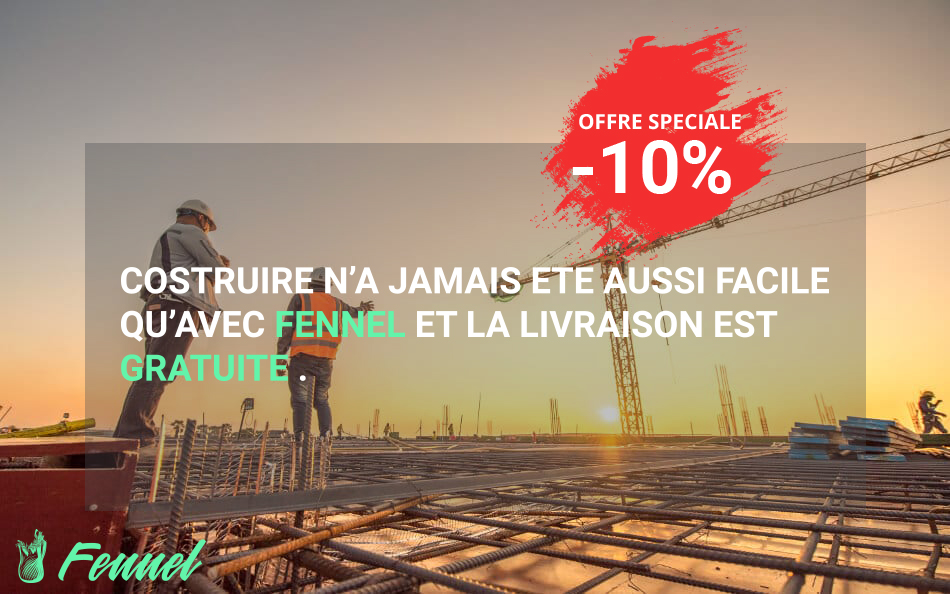 OFFRE SPECIALE
-10%
COSTRUIRE N’A JAMAIS ETE AUSSI FACILE
QU’AVEC FENNEL ET LA LIVRAISON EST
GRATUITE .
Fennel